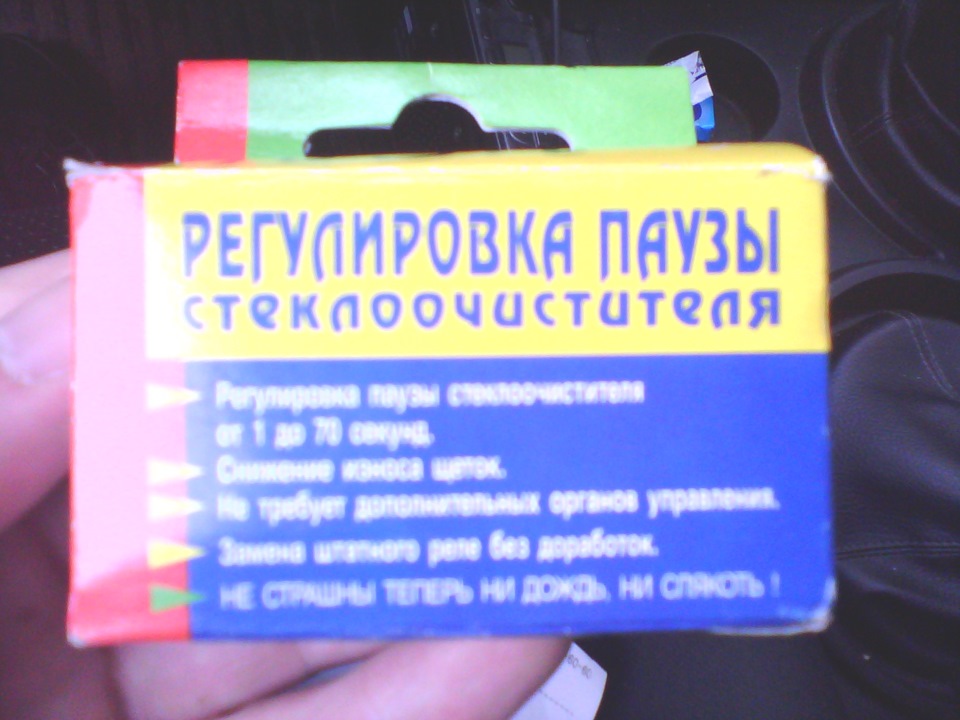 РЕГУЛИРОВКА ПАУЗЫ
стеклоочистителя
Регулировка паузы стеклоочистителя
от 1 до 70 секунд.
Снижение износа щеток.
Не требует дополнительных органов управления.
Замена штатного реле без доработок.
НЕ СТРАШНЫ ТЕПЕРЬ НИ ДОЖДЬ, НИ СЛЯКОТЬ !